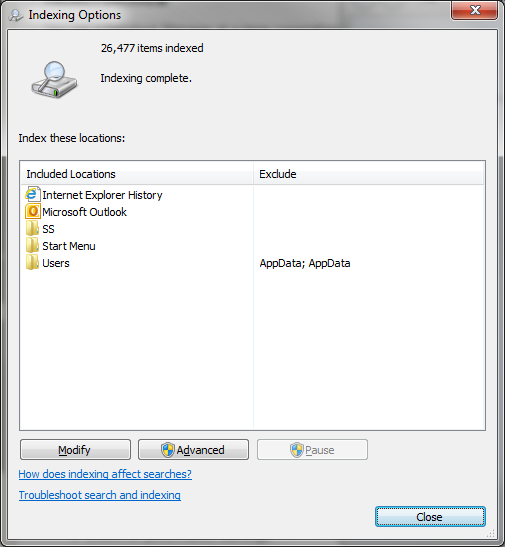 Indexing Options
26,477 items indexed
Indexing complete.
Index these locations:
Included Locations Exclude
Internet Explorer History
Microsoft Outlook
SS
Start Menu
Users AppData; AppData
Modify Advanced Pause
How does indexing affect searches?
Troubleshoot search and indexing
Close